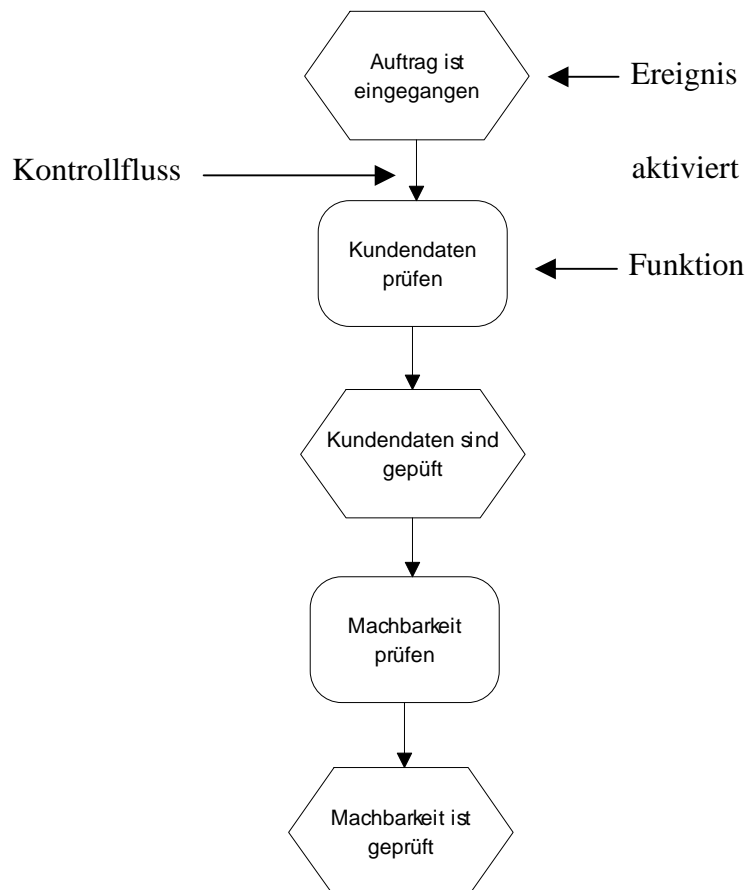 Auftrag ist
eingegangen
Ereignis
Kontrollfluss
aktiviert
Kundendaten
prüfen
Funktion
Kundendaten sind
gepüft
Machbarkeit
prüfen
Machbarkeit ist
geprüft